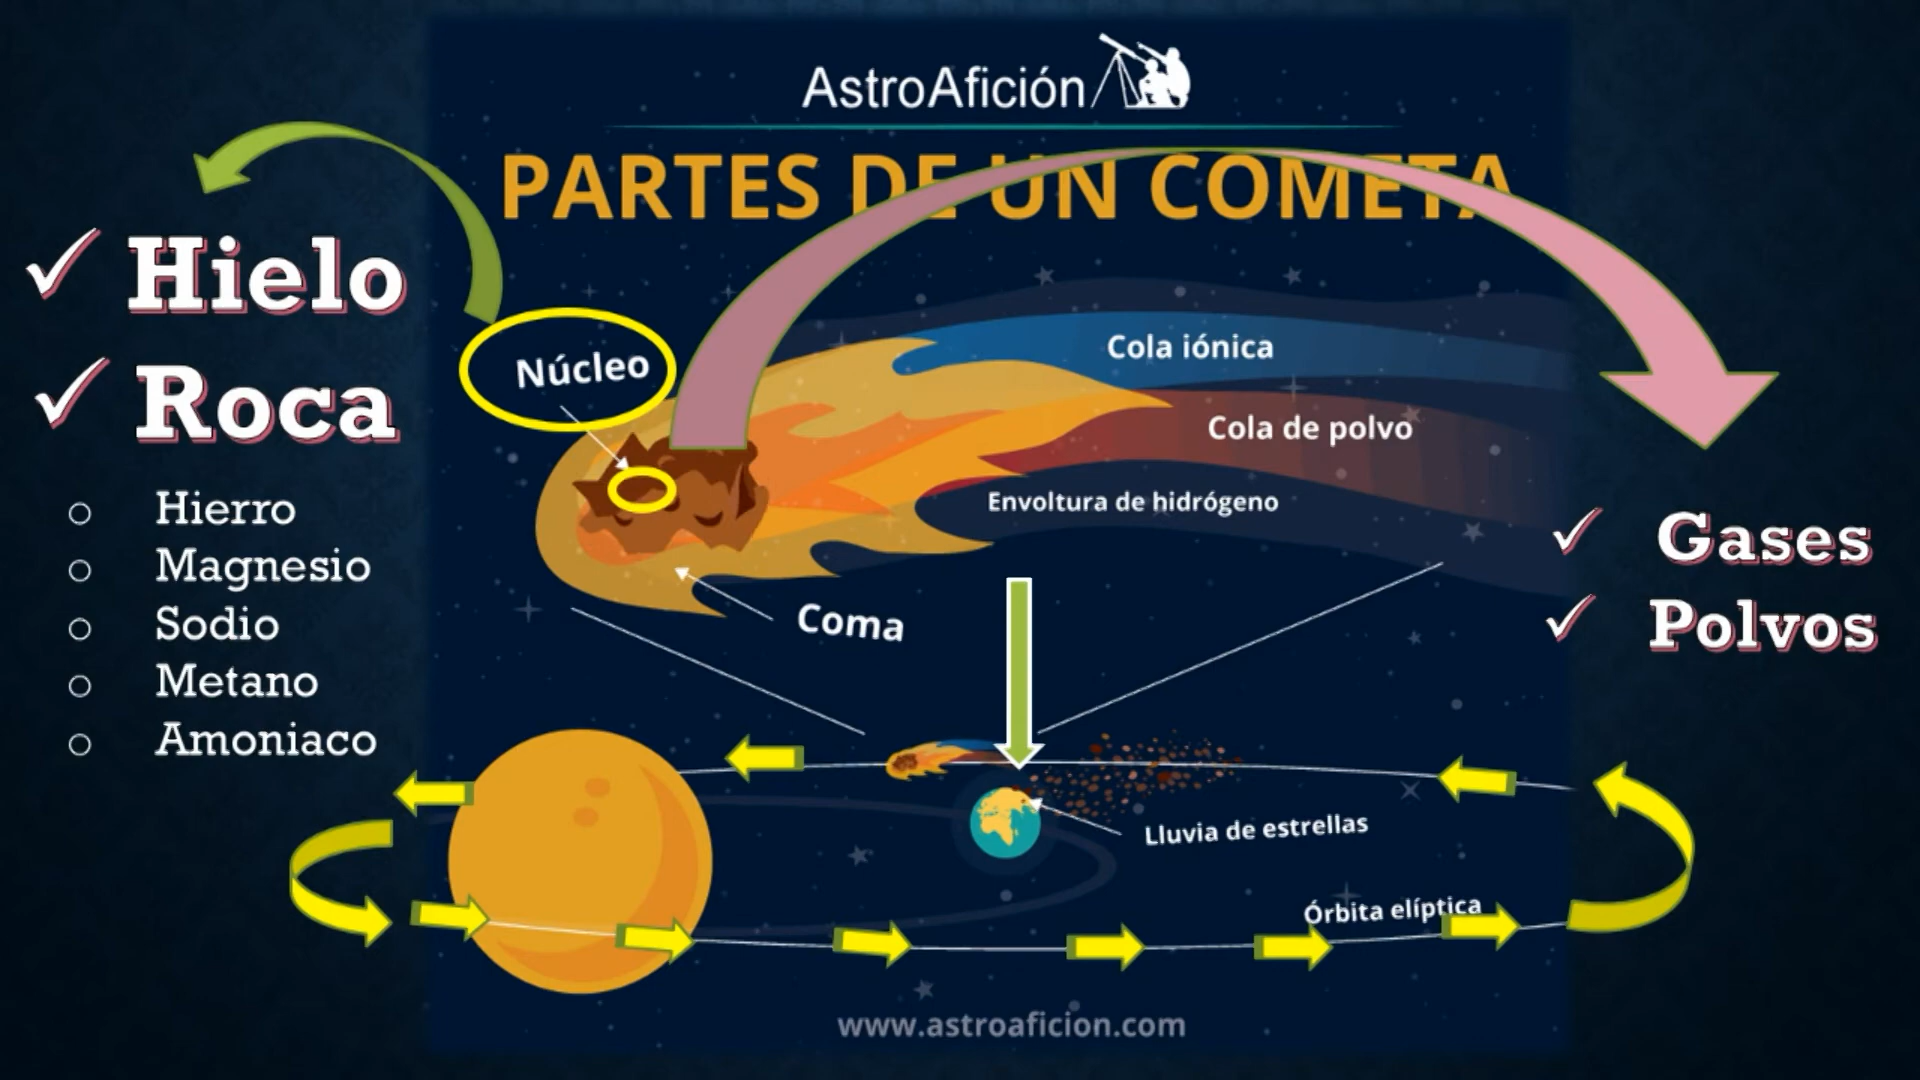 AstroAfición
PARTES DE UN COMETA
Hielo
Roca
Hierro
Magnesio
Sodio
Metano
Amoniaco
Núcleo
Cola iónica
Cola de polvo
Envoltura de hidrógeno
Coma
Gases
Polvos
Lluvia de estrellas
Órbita elíptica
www.astroaficion.com